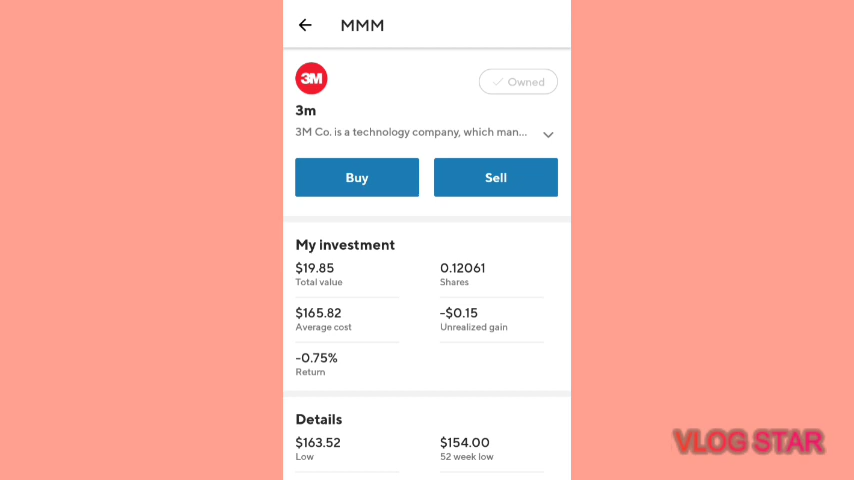 MMM
3M
Owned
3m
3M Co. is a technology company, which man...
Buy
Sell
My investment
$19.85
Total value
0.12061
Shares
$165.82
Average cost
-$0.15
Unrealized gain
-0.75%
Return
Details
$163.52
Low
$154.00
52 week low
VLOG STAR